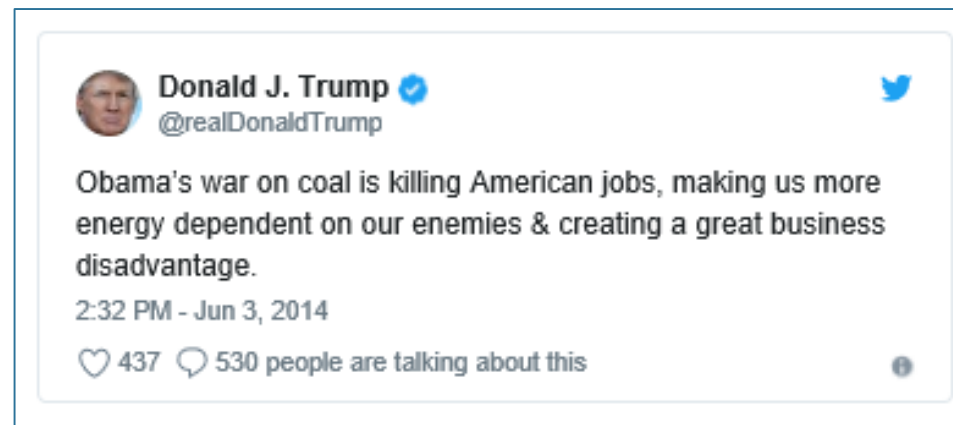 Donald J. Trump
@realDonaldTrump
Obama's war on coal is killing American jobs, making us more
energy dependent on our enemies & creating a great business
disadvantage.
2:32 PM - Jun 3, 2014
437 530 people are talking about this